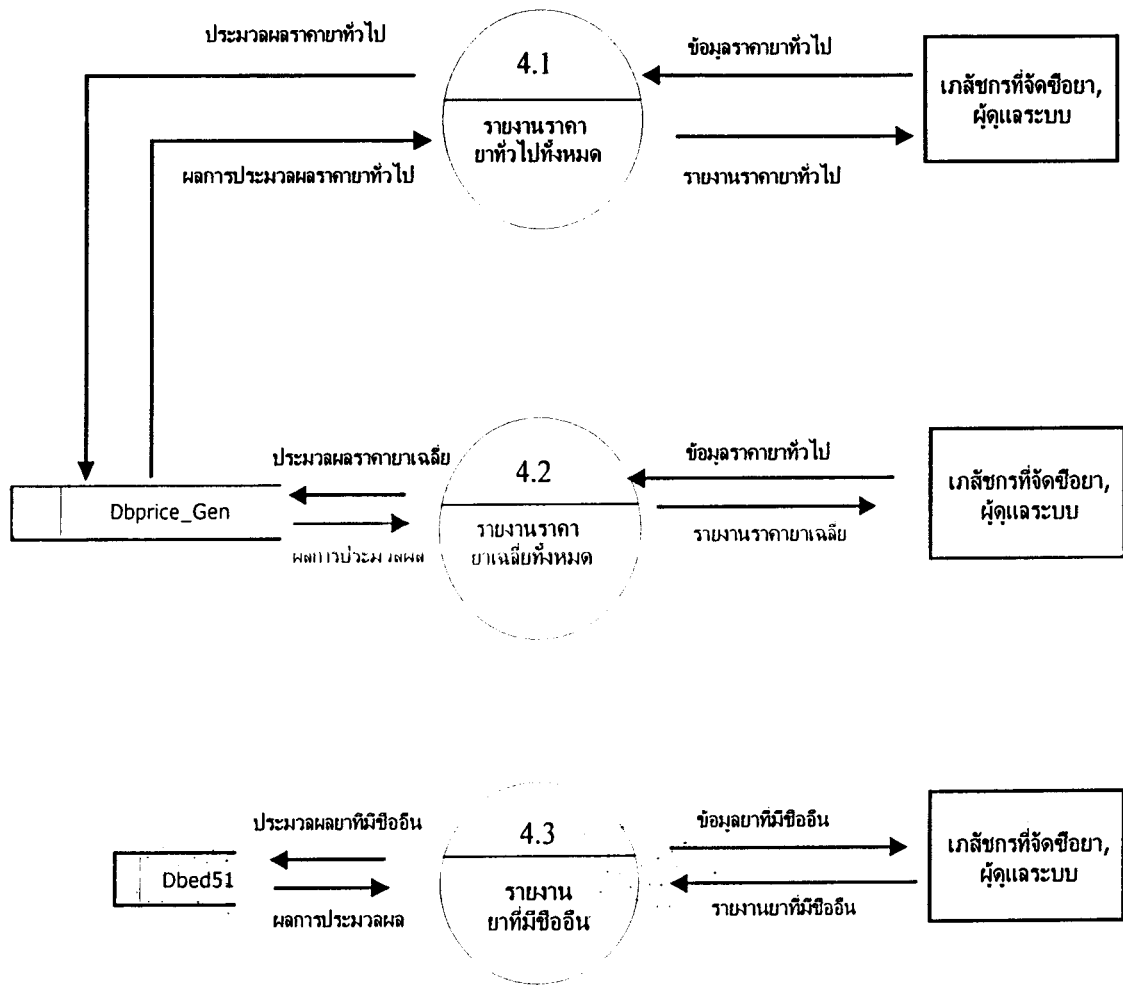 ประมวลผลราคายาทั่วไป
4.1
ข้อมูลราคายาทั่วไป
เภสัชกรที่จัดซื้อยา,
ผู้ดูแลระบบ
รายงานราคา
ยาทั่วไปทั้งหมด
ผลการประมวลผลราคายาทั่วไป
รายงานราคายาทั่วไป
ประมวลผลราคายาเฉลี่ย
4.2
ข้อมูลราคายาทั่วไป
เภสัชกรที่จัดซื้อยา,
ผู้ดูแลระบบ
Dbprice_Gen
รายงานราคา
ยาเฉลี่ยทั้งหมด
ผลการประมวลผล
รายงานราคายาเฉลี่ย
ประมวลผลยาที่มีชื่ออื่น
4.3
ข้อมูลยาที่มีชื่ออื่น
เภสัชกรที่จัดซื้อยา,
ผู้ดูแลระบบ
Dbed51
รายงาน
ยาที่มีชื่ออื่น
ผลการประมวลผล
รายงานยาที่มีชื่ออื่น